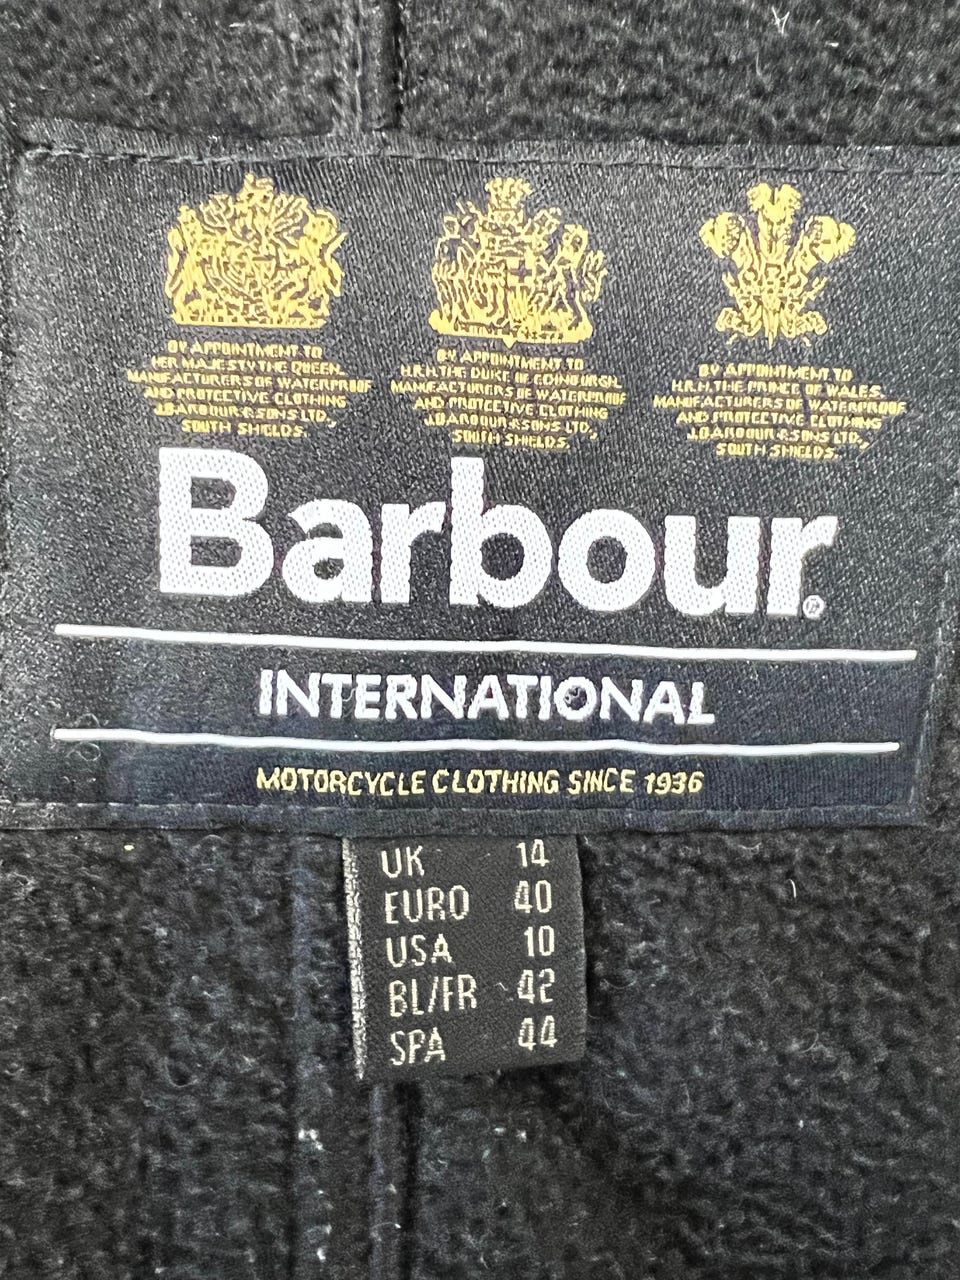 BY APPOINTMENT TO
HER MAJESTY THE QUEEN,
MANUFACTURERS OF WATERPROOF
AND PROTECTIVE CLOTHING
J.BARBOUR & SONS LTD.,
SOUTH SHIELDS.
BY APPOINTMENT TO
H.R.H. THE DUKE OF EDINBURGH,
MANUFACTURERS OF WATERPROOF
AND PROTECTIVE CLOTHING
J.BARBOUR & SONS LTD.,
SOUTH SHIELDS.
BY APPOINTMENT TO
H.R.H. THE PRINCE OF WALES,
MANUFACTURERS OF WATERPROOF
AND PROTECTIVE CLOTHING
J.BARBOUR & SONS LTD.,
SOUTH SHIELDS.
Barbour®
INTERNATIONAL
MOTORCYCLE CLOTHING SINCE 1936
UK 14
EURO 40
USA 10
BL/FR 42
SPA 44